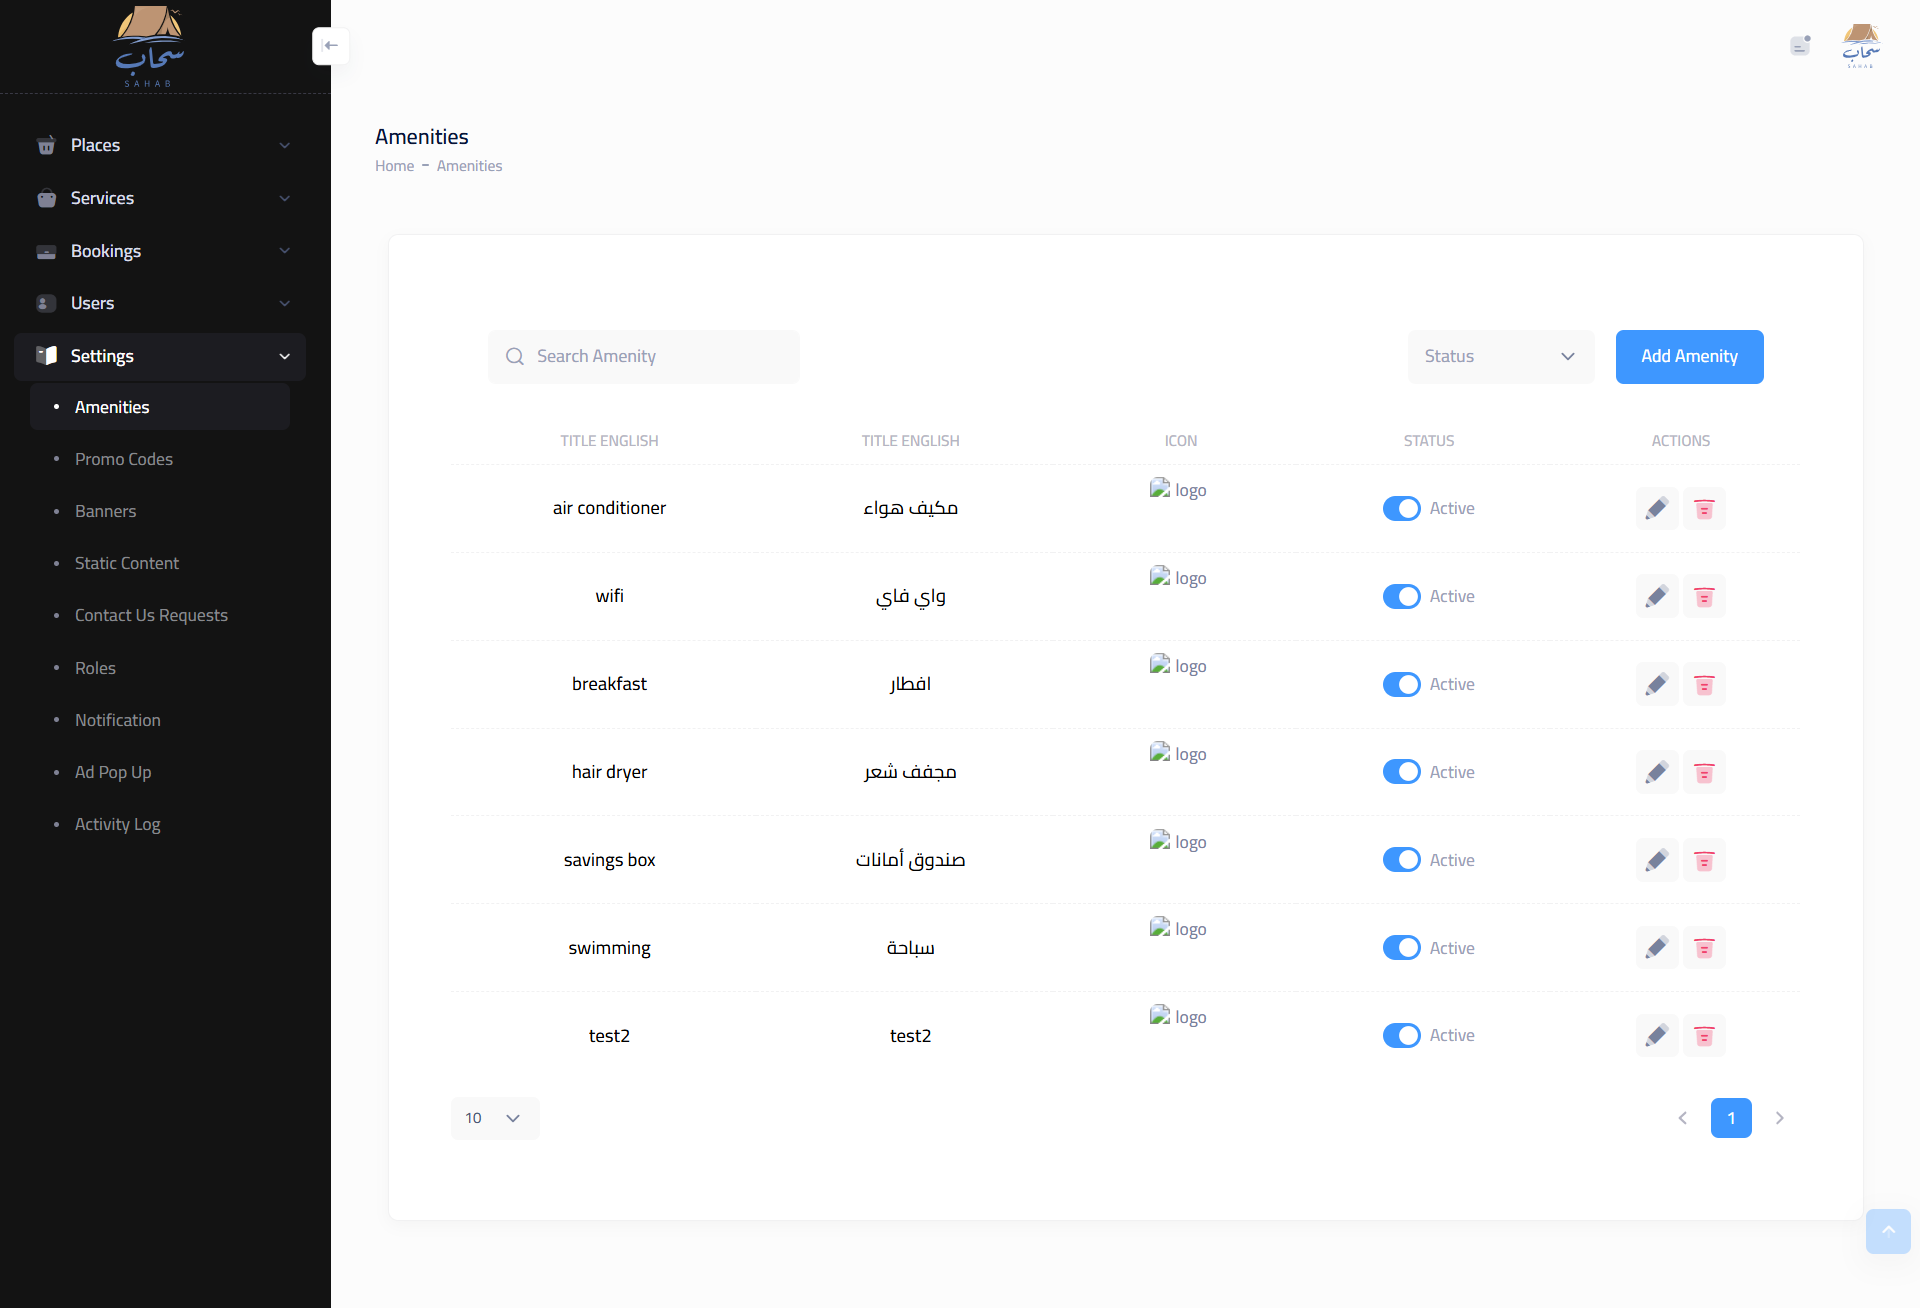 سحاب
SAHAB
Places
Services
Bookings
Users
Settings
Amenities
Promo Codes
Banners
Static Content
Contact Us Requests
Roles
Notification
Ad Pop Up
Activity Log
سحاب
SAHAB
Amenities
Home - Amenities
Search Amenity
Status
Add Amenity
TITLE ENGLISH TITLE ENGLISH ICON STATUS ACTIONS
air conditioner مكيف هواء logo Active
wifi واي فاي logo Active
breakfast افطار logo Active
hair dryer مجفف شعر logo Active
savings box صندوق أمانات logo Active
swimming سباحة logo Active
test2 test2 logo Active
10
1